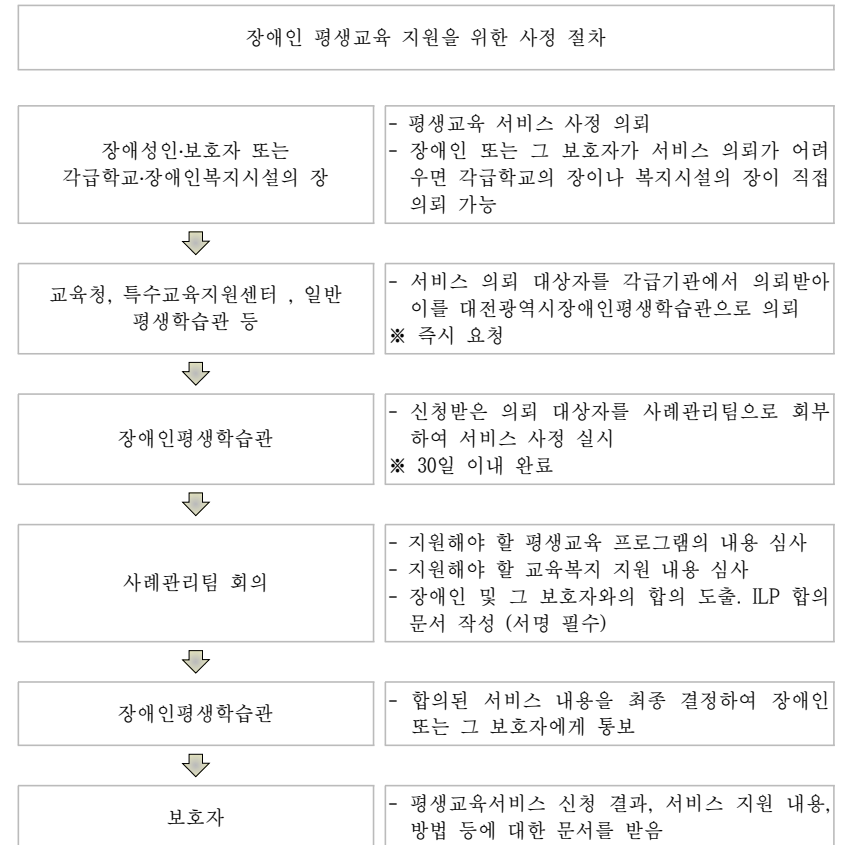 장애인 평생교육 지원을 위한 사정 절차
장애성인·보호자 또는
각급학교·장애인복지시설의 장
- 평생교육 서비스 사정 의뢰
- 장애인 또는 그 보호자가 서비스 의뢰가 어려
우면 각급학교의 장이나 복지시설의 장이 직접
의뢰 가능
교육청, 특수교육지원센터 , 일반
평생학습관 등
- 서비스 의뢰 대상자를 각급기관에서 의뢰받아
이를 대전광역시장애인평생학습관으로 의뢰
※ 즉시 요청
장애인평생학습관
- 신청받은 의뢰 대상자를 사례관리팀으로 회부
하여 서비스 사정 실시
※ 30일 이내 완료
사례관리팀 회의
- 지원해야 할 평생교육 프로그램의 내용 심사
- 지원해야 할 교육복지 지원 내용 심사
- 장애인 및 그 보호자와의 합의 도출. ILP 합의
문서 작성 (서명 필수)
장애인평생학습관
- 합의된 서비스 내용을 최종 결정하여 장애인
또는 그 보호자에게 통보
보호자
- 평생교육서비스 신청 결과, 서비스 지원 내용,
방법 등에 대한 문서를 받음